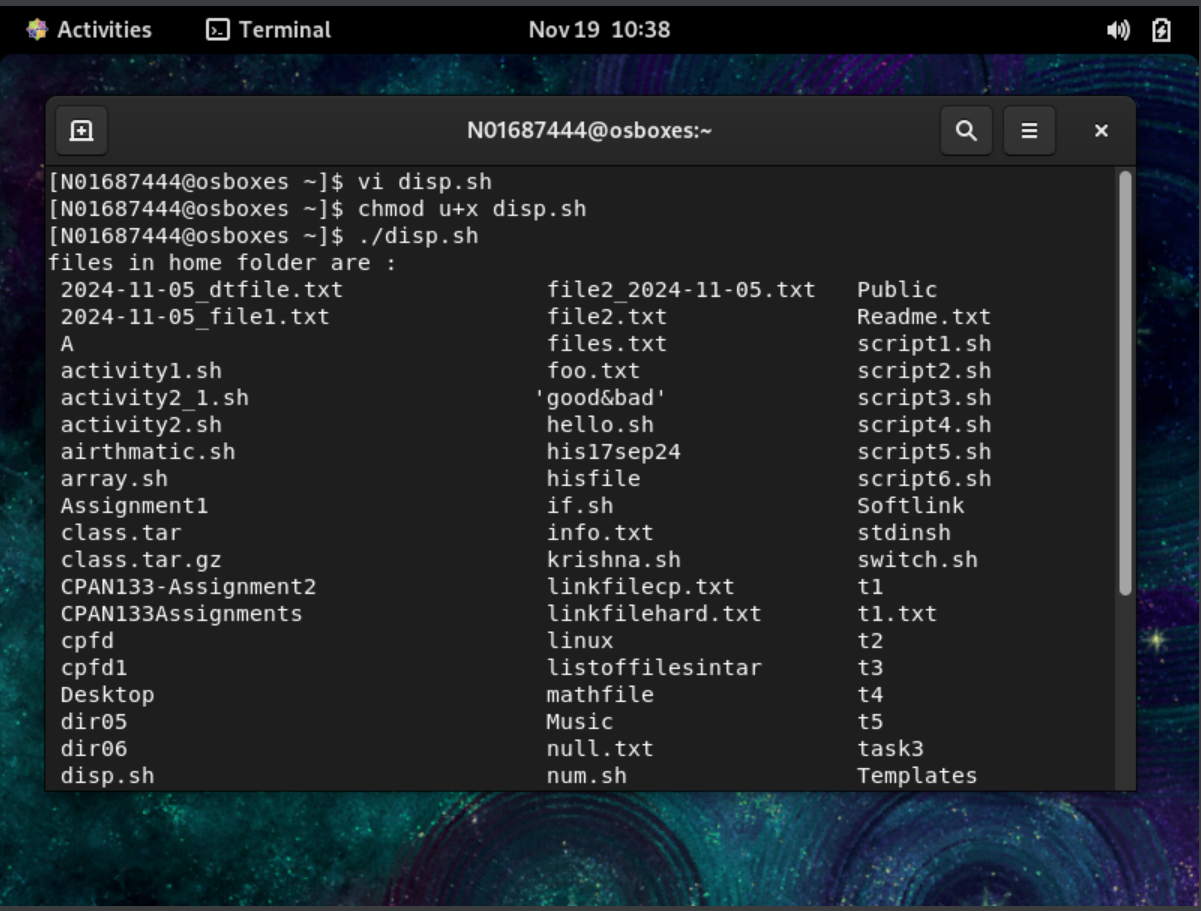 Activities Terminal Nov 19 10:38
N01687444@osboxes:~
[N01687444@osboxes ~]$ vi disp.sh
[N01687444@osboxes ~]$ chmod u+x disp.sh
[N01687444@osboxes ~]$ ./disp.sh
files in home folder are :
2024-11-05_dtfile.txt file2_2024-11-05.txt Public
2024-11-05_file1.txt file2.txt Readme.txt
A files.txt script1.sh
activity1.sh foo.txt script2.sh
activity2_1.sh 'good&bad' script3.sh
activity2.sh hello.sh script4.sh
airthmatic.sh his17sep24 script5.sh
array.sh hisfile script6.sh
Assignment1 if.sh Softlink
class.tar info.txt stdinsh
class.tar.gz krishna.sh switch.sh
CPAN133-Assignment2 linkfilecp.txt t1
CPAN133Assignments linkfilehard.txt t1.txt
cpfd linux t2
cpfd1 listoffilesintar t3
Desktop mathfile t4
dir05 Music t5
dir06 null.txt task3
disp.sh num.sh Templates